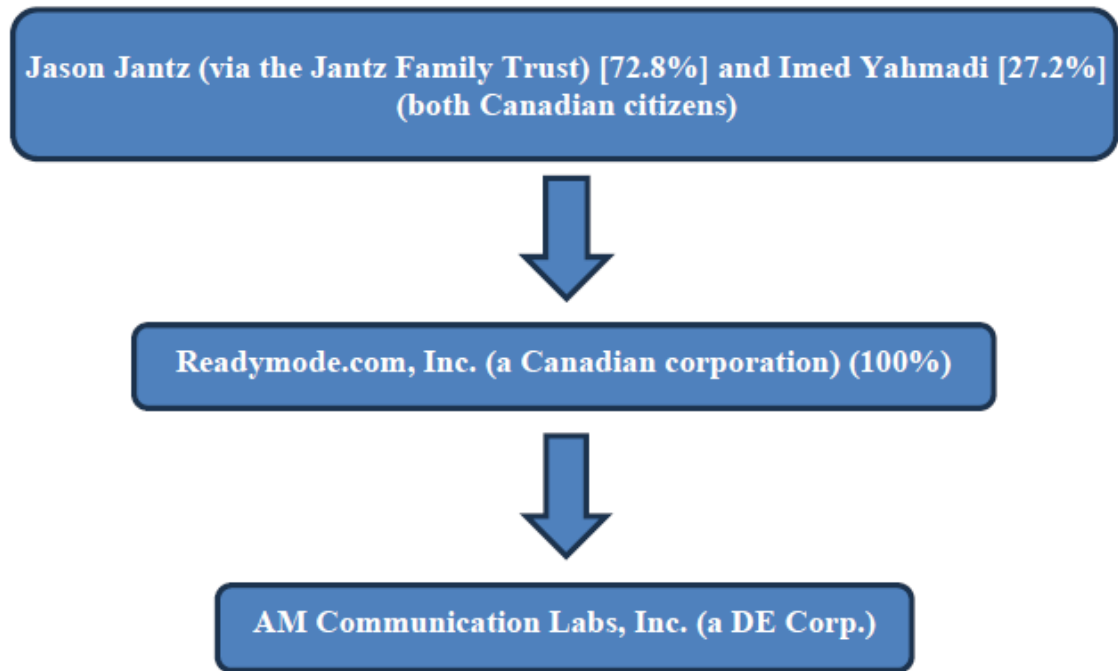 Jason Jantz (via the Jantz Family Trust) [72.8%] and Imed Yahmadi [27.2%]
(both Canadian citizens)
Readymode.com, Inc. (a Canadian corporation) (100%)
AM Communication Labs, Inc. (a DE Corp.)